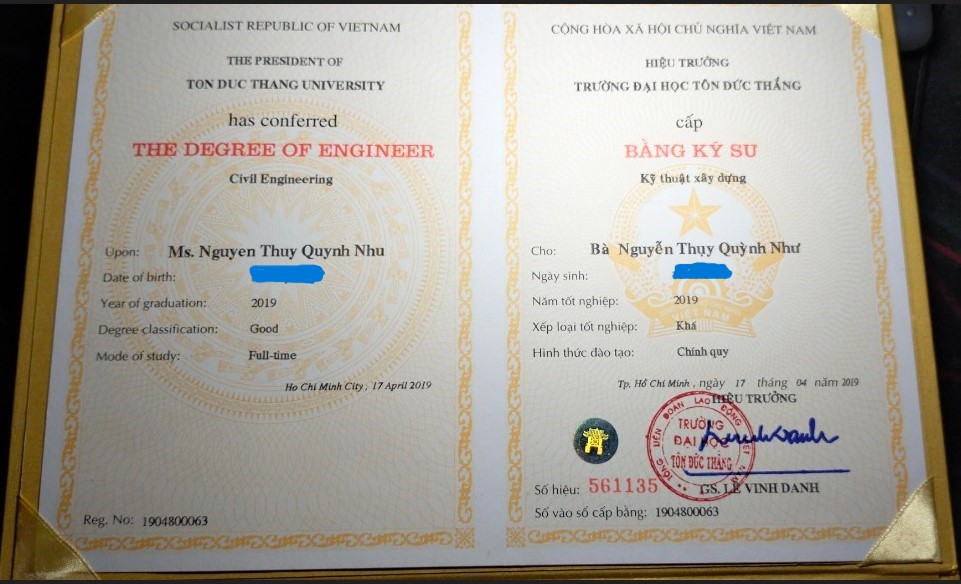 SOCIALIST REPUBLIC OF VIETNAM
THE PRESIDENT OF
TON DUC THANG UNIVERSITY
has conferred
THE DEGREE OF ENGINEER
Civil Engineering
Upon: Ms. Nguyen Thuy Quynh Nhu
Date of birth:
Year of graduation: 2019
Degree classification: Good
Mode of study: Full-time
Ho Chi Minh City, 17 April 2019
Reg. No: 1904800063
CỘNG HÒA XÃ HỘI CHỦ NGHĨA VIỆT NAM
HIỆU TRƯỞNG
TRƯỜNG ĐẠI HỌC TÔN ĐỨC THẮNG
cấp
BẰNG KỸ SƯ
Kỹ thuật xây dựng
Cho: Bà Nguyễn Thụy Quỳnh Như
Ngày sinh:
Năm tốt nghiệp: 2019
VIỆT NAM
Xếp loại tốt nghiệp: Khá
Hình thức đào tạo: Chính quy
Tp. Hồ Chí Minh, ngày 17 tháng 04 năm 2019
HIỆU TRƯỞNG
TỔNG LIÊN ĐOÀN LAO ĐỘNG VIỆT NAM
TRƯỜNG
ĐẠI HỌC
TÔN ĐỨC THẮNG
Số hiệu: 561135
GS. LÊ VINH DANH
Số vào sổ cấp bằng: 1904800063